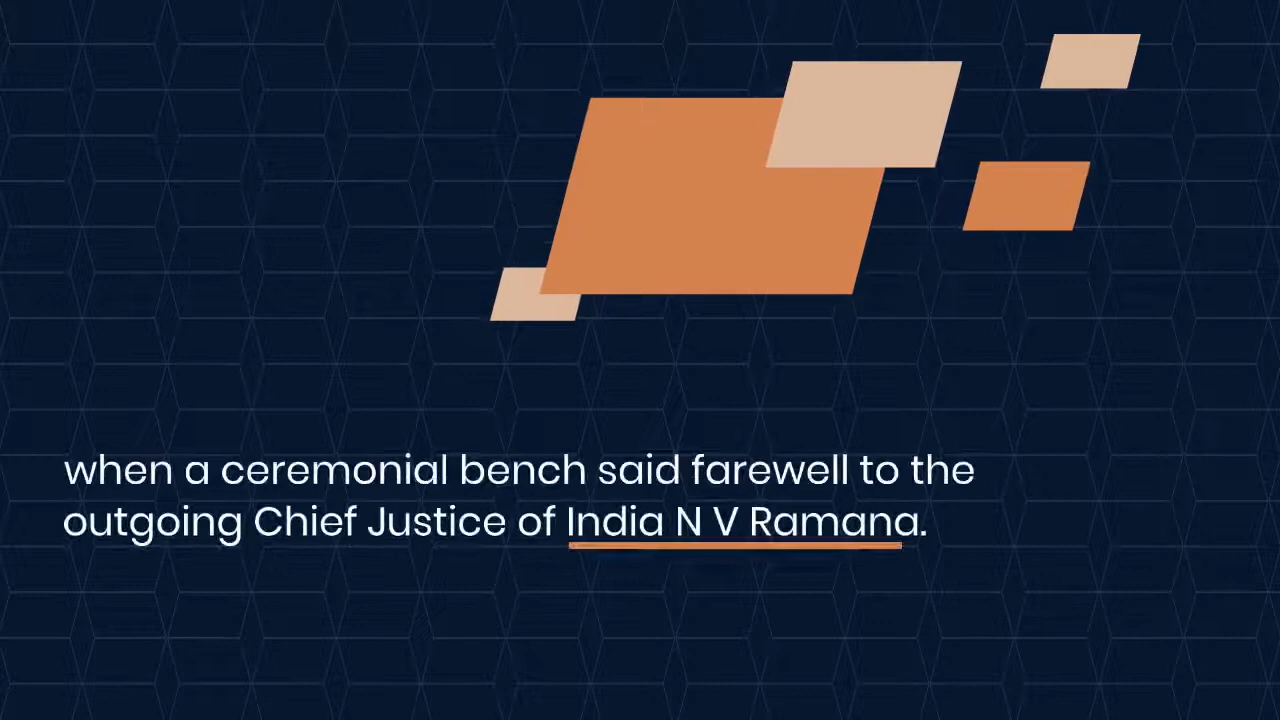 when a ceremonial bench said farewell to the
outgoing Chief Justice of India N V Ramana.